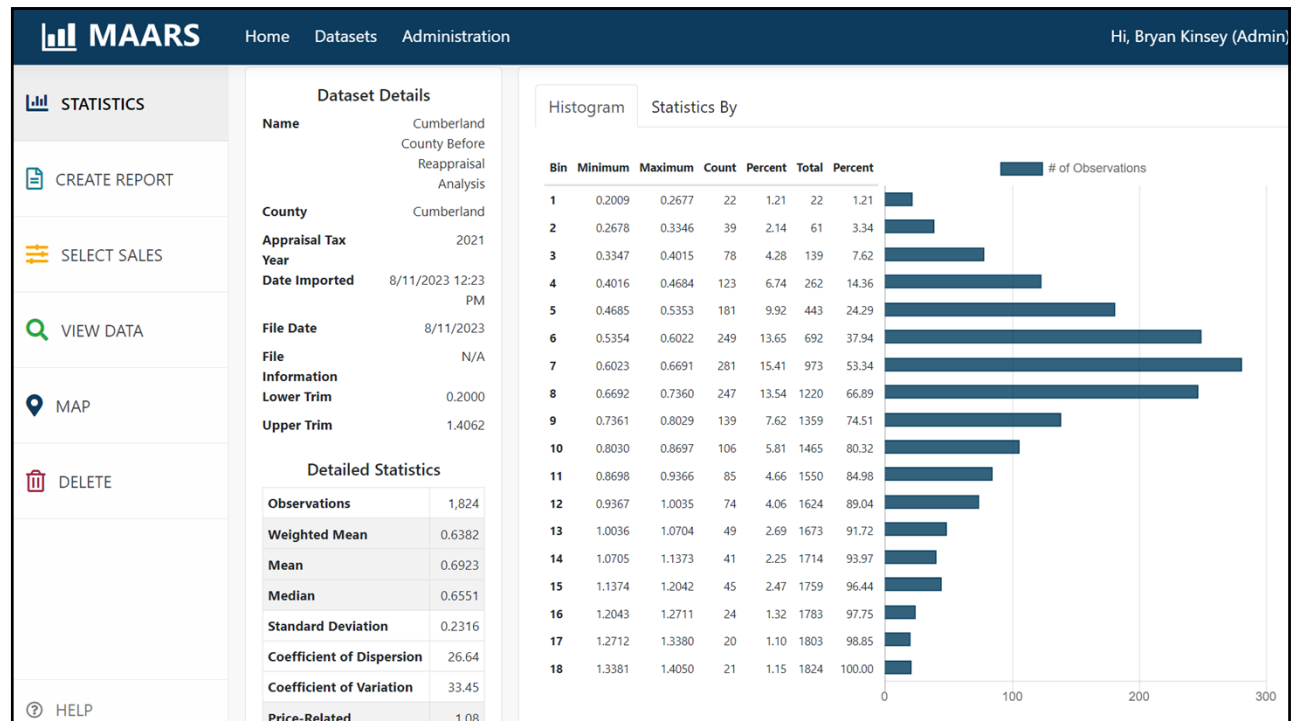 MAARS Home Datasets Administration Hi, Bryan Kinsey (Admin)
STATISTICS
CREATE REPORT
SELECT SALES
VIEW DATA
MAP
DELETE
HELP
Dataset Details
Name Cumberland
County Before
Reappraisal
Analysis
County Cumberland
Appraisal Tax 2021
Year
Date Imported 8/11/2023 12:23
PM
File Date 8/11/2023
File N/A
Information
Lower Trim 0.2000
Upper Trim 1.4062
Detailed Statistics
Observations 1,824
Weighted Mean 0.6382
Mean 0.6923
Median 0.6551
Standard Deviation 0.2316
Coefficient of Dispersion 26.64
Coefficient of Variation 33.45
Price-Related 1.08
Histogram Statistics By
Bin Minimum Maximum Count Percent Total Percent
1 0.2009 0.2677 22 1.21 22 1.21
2 0.2678 0.3346 39 2.14 61 3.34
3 0.3347 0.4015 78 4.28 139 7.62
4 0.4016 0.4684 123 6.74 262 14.36
5 0.4685 0.5353 181 9.92 443 24.29
6 0.5354 0.6022 249 13.65 692 37.94
7 0.6023 0.6691 281 15.41 973 53.34
8 0.6692 0.7360 247 13.54 1220 66.89
9 0.7361 0.8029 139 7.62 1359 74.51
10 0.8030 0.8697 106 5.81 1465 80.32
11 0.8698 0.9366 85 4.66 1550 84.98
12 0.9367 1.0035 74 4.06 1624 89.04
13 1.0036 1.0704 49 2.69 1673 91.72
14 1.0705 1.1373 41 2.25 1714 93.97
15 1.1374 1.2042 45 2.47 1759 96.44
16 1.2043 1.2711 24 1.32 1783 97.75
17 1.2712 1.3380 20 1.10 1803 98.85
18 1.3381 1.4050 21 1.15 1824 100.00
# of Observations
0 100 200 300